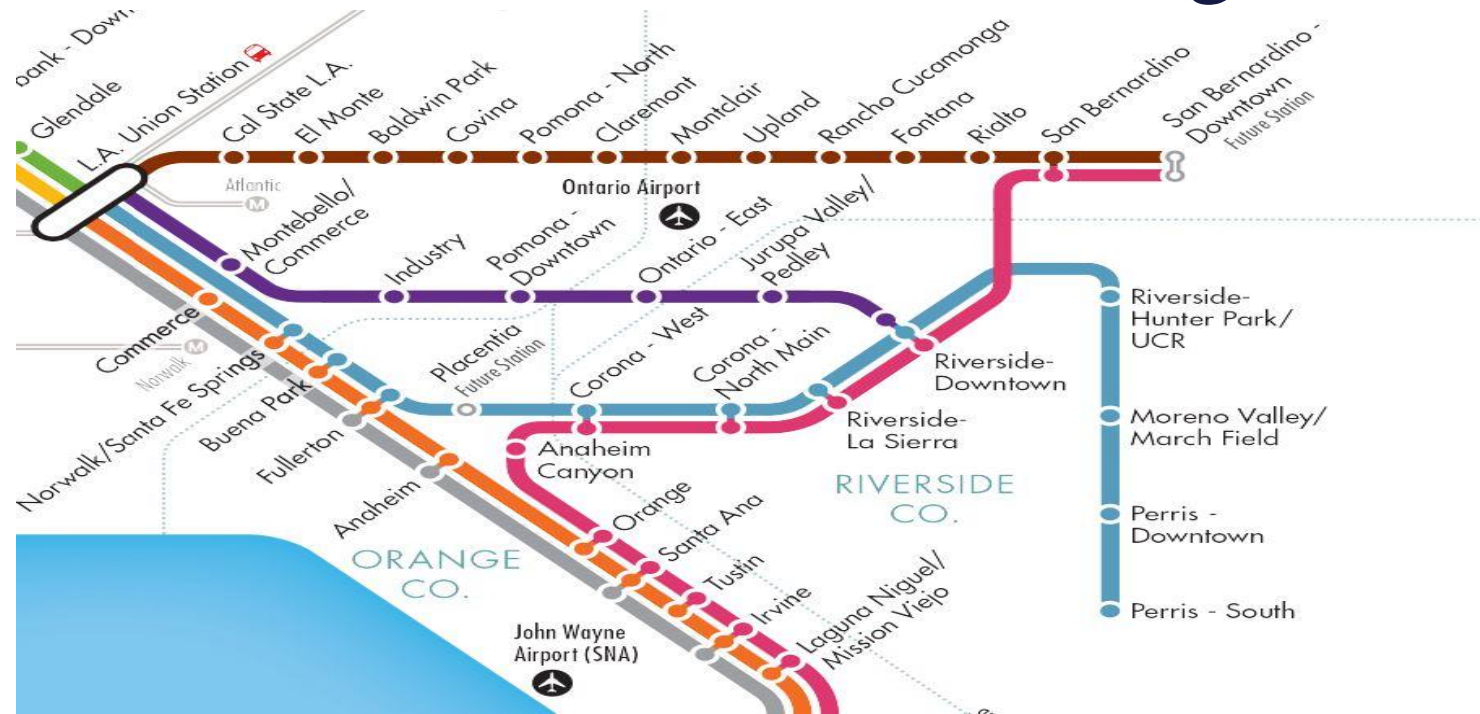 Glendale
L.A. Union Station
Cal State L.A.
El Monte
Baldwin Park
Covina
Pomona - North
Claremont
Montclair
Upland
Rancho Cucamonga
Fontana
Rialto
San Bernardino
San Bernardino -
Downtown
Future Station
Atlantic
M
Ontario Airport
Montebello/
Commerce
Industry
Pomona -
Downtown
Ontario - East
Jurupa Valley/
Pedley
Commerce
M
Norwalk
Norwalk/Santa Fe Springs
Buena Park
Fullerton
Placentia
Future Station
Corona - West
Corona -
North Main
Riverside-
Downtown
Riverside-
La Sierra
Riverside-
Hunter Park/
UCR
Moreno Valley/
March Field
Perris -
Downtown
Perris - South
Anaheim
Canyon
RIVERSIDE
CO.
Anaheim
Orange
Santa Ana
Tustin
Irvine
Laguna Niguel/
Mission Viejo
ORANGE
CO.
John Wayne
Airport (SNA)